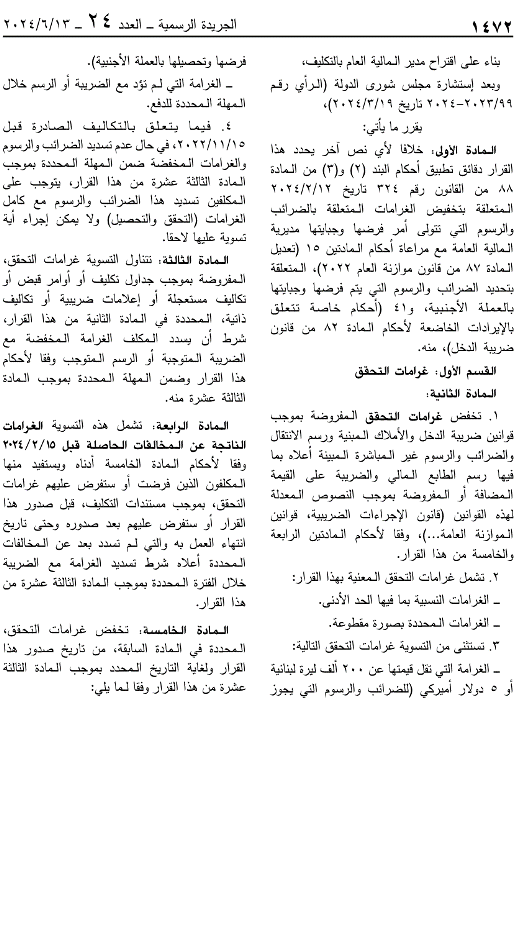 ١٤٧٢
الجريدة الرسمية ــ العدد ٢٤ ــ ٢٠٢٤/٦/١٣
بناء على اقتراح مدير المالية العام بالتكليف،
وبعد إستشارة مجلس شورى الدولة (الرأي رقم
٢٠٢٣/٩٩-٢٠٢٤ تاريخ ٢٠٢٤/٣/١٩)،
يقرر ما يأتي:
المادة الأولى: خلافا لأي نص آخر يحدد هذا
القرار دقائق تطبيق أحكام البند (٢) و(٣) من المادة
٨٨ من القانون رقم ٣٢٤ تاريخ ٢٠٢٤/٢/١٢
المتعلقة بتخفيض الغرامات المتعلقة بالضرائب
والرسوم التي تتولى أمر فرضها وجبايتها مديرية
المالية العامة مع مراعاة أحكام المادتين ١٥ (تعديل
المادة ٨٧ من قانون موازنة العام ٢٠٢٢)، المتعلقة
بتحديد الضرائب والرسوم التي يتم فرضها وجبايتها
بالعملة الأجنبية، و٤١ (أحكام خاصة تتعلق
بالإيرادات الخاضعة لأحكام المادة ٨٢ من قانون
ضريبة الدخل)، منه.
القسم الأول: غرامات التحقق
المادة الثانية:
١. تخفض غرامات التحقق المفروضة بموجب
قوانين ضريبة الدخل والأملاك المبنية ورسم الانتقال
والضرائب والرسوم غير المباشرة المبينة أعلاه بما
فيها رسم الطابع المالي والضريبة على القيمة
المضافة أو المفروضة بموجب النصوص المعدلة
لهذه القوانين (قانون الإجراءات الضريبية، قوانين
الموازنة العامة...)، وفقا لأحكام المادتين الرابعة
والخامسة من هذا القرار.
٢. تشمل غرامات التحقق المعنية بهذا القرار:
ــ الغرامات النسبية بما فيها الحد الأدنى.
ــ الغرامات المحددة بصورة مقطوعة.
٣. تستثنى من التسوية غرامات التحقق التالية:
ــ الغرامة التي تقل قيمتها عن ٢٠٠ ألف ليرة لبنانية
أو ٥ دولار أميركي (للضرائب والرسوم التي يجوز
فرضها وتحصيلها بالعملة الأجنبية).
ــ الغرامة التي لم تؤد مع الضريبة أو الرسم خلال
المهلة المحددة للدفع.
٤. فيما يتعلق بالتكاليف الصادرة قبل
٢٠٢٢/١١/١٥، في حال عدم تسديد الضرائب والرسوم
والغرامات المخفضة ضمن المهلة المحددة بموجب
المادة الثالثة عشرة من هذا القرار، يتوجب على
المكلفين تسديد هذا الضرائب والرسوم مع كامل
الغرامات (التحقق والتحصيل) ولا يمكن إجراء أية
تسوية عليها لاحقا.
المادة الثالثة: تتناول التسوية غرامات التحقق،
المفروضة بموجب جداول تكليف أو أوامر قبض أو
تكاليف مستعجلة أو إعلامات ضريبية أو تكاليف
ذاتية، المحددة في المادة الثانية من هذا القرار،
شرط أن يسدد المكلف الغرامة المخفضة مع
الضريبة المتوجبة أو الرسم المتوجب وفقا لأحكام
هذا القرار وضمن المهلة المحددة بموجب المادة
الثالثة عشرة منه.
المادة الرابعة: تشمل هذه التسوية الغرامات
الناتجة عن المخالفات الحاصلة قبل ٢٠٢٤/٢/١٥
وفقا لأحكام المادة الخامسة أدناه ويستفيد منها
المكلفون الذين فرضت أو ستفرض عليهم غرامات
التحقق، بموجب مستندات التكليف، قبل صدور هذا
القرار أو ستفرض عليهم بعد صدوره وحتى تاريخ
انتهاء العمل به والتي لم تسدد بعد عن المخالفات
المحددة أعلاه شرط تسديد الغرامة مع الضريبة
خلال الفترة المحددة بموجب المادة الثالثة عشرة من
هذا القرار.
المادة الخامسة: تخفض غرامات التحقق،
المحددة في المادة السابقة، من تاريخ صدور هذا
القرار ولغاية التاريخ المحدد بموجب المادة الثالثة
عشرة من هذا القرار وفقا لما يلي: